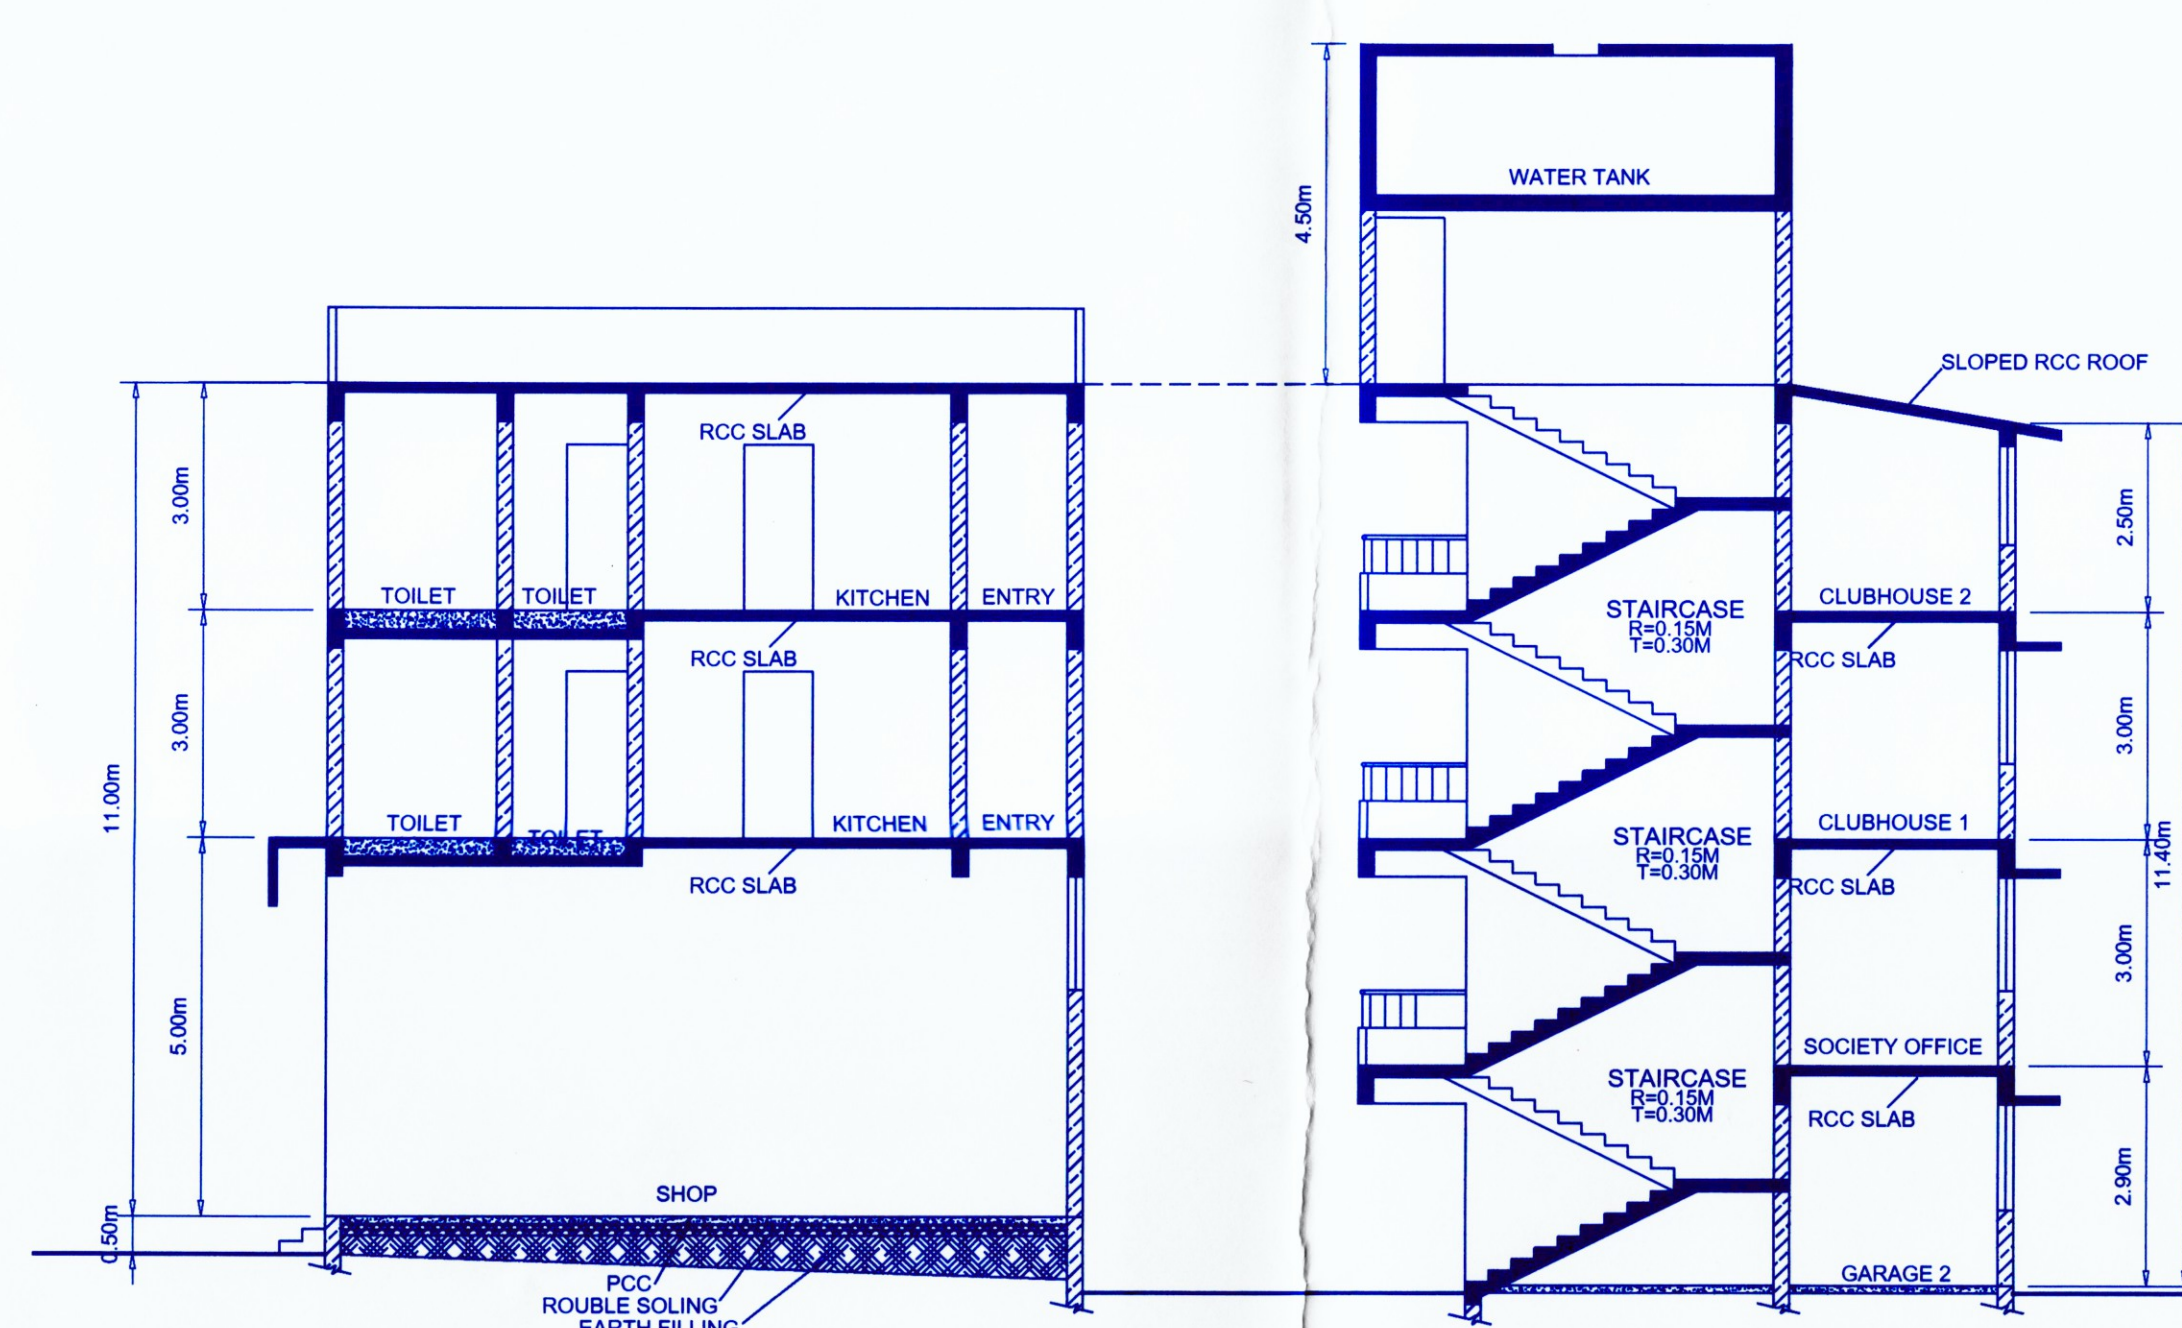 WATER TANK
4.50m
SLOPED RCC ROOF
RCC SLAB
3.00m
2.50m
TOILET
TOILET
KITCHEN
ENTRY
CLUBHOUSE 2
STAIRCASE
R=0.15M
T=0.30M
RCC SLAB
RCC SLAB
3.00m
3.00m
11.00m
TOILET
TOILET
KITCHEN
ENTRY
CLUBHOUSE 1
STAIRCASE
R=0.15M
T=0.30M
11.40m
RCC SLAB
RCC SLAB
5.00m
3.00m
SOCIETY OFFICE
STAIRCASE
R=0.15M
T=0.30M
RCC SLAB
2.90m
SHOP
0.50m
GARAGE 2
PCC
ROUBLE SOLING
EARTH FILLING